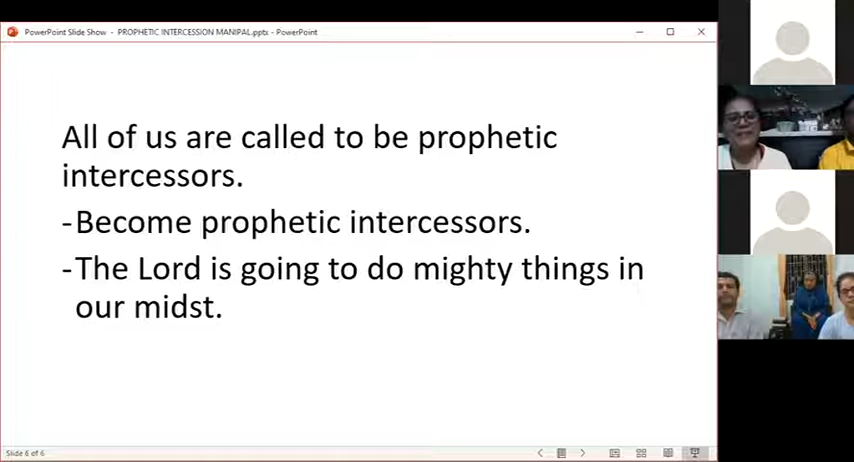 PowerPoint Slide Show - PROPHETIC INTERCESSION MANIPAL.pptx - PowerPoint
All of us are called to be prophetic
intercessors.
-Become prophetic intercessors.
-The Lord is going to do mighty things in
our midst.
Slide 6 of 6